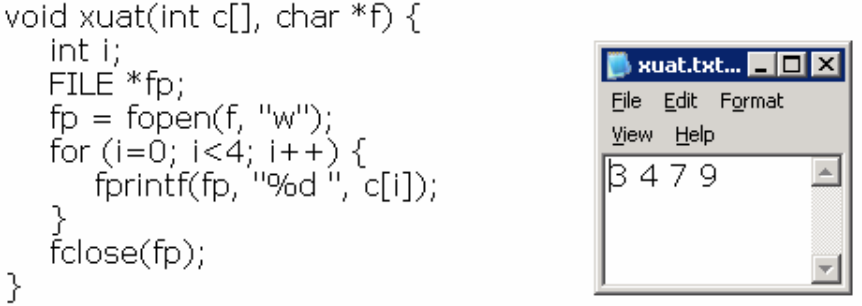 void xuat(int c[], char *f) {
int i;
FILE *fp;
fp = fopen(f, "w");
for (i=0; i<4; i++) {
fprintf(fp, "%d ", c[i]);
}
fclose(fp);
}
xuat.txt...
File Edit Format
View Help
3 4 7 9